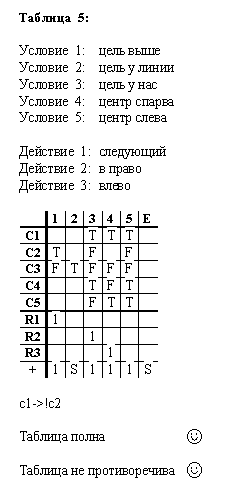 Таблица 5:
Условие 1: цель выше
Условие 2: цель у линии
Условие 3: цель у нас
Условие 4: центр спарва
Условие 5: центр слева
Действие 1: следующий
Действие 2: в право
Действие 3: влево
1 2 3 4 5 E
C1 T T T
C2 T F F
C3 F T F F F
C4 T F T
C5 F T T
R1 1
R2 1
R3 1
+ 1 S 1 1 1 S
c1->!c2
Таблица полна ☺
Таблица не противоречива ☺